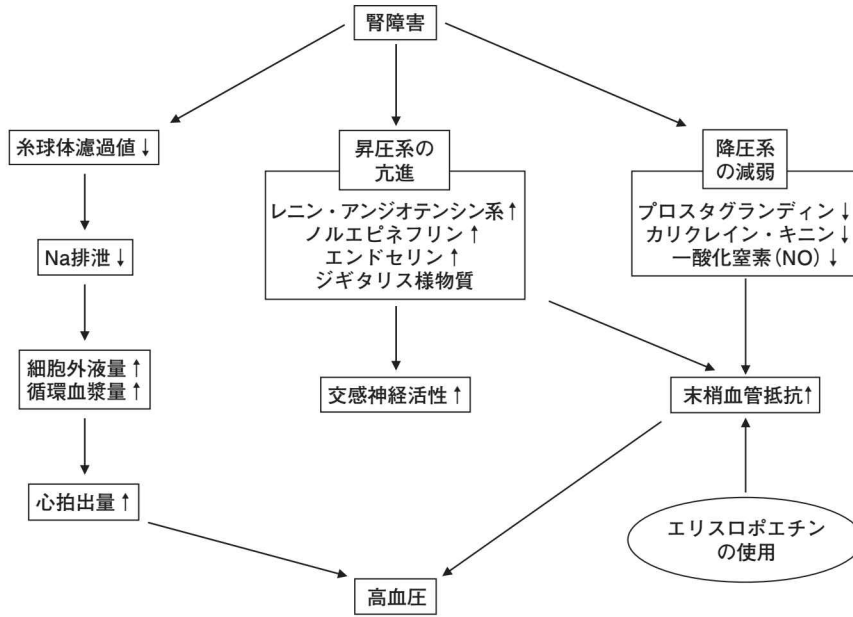 腎障害
糸球体濾過値↓
Na排泄↓
細胞外液量↑
循環血漿量↑
心拍出量↑
昇圧系の
亢進
レニン・アンジオテンシン系↑
ノルエピネフリン↑
エンドセリン↑
ジギタリス様物質
交感神経活性↑
降圧系
の減弱
プロスタグランディン↓
カリクレイン・キニン↓
一酸化窒素(NO)↓
末梢血管抵抗↑
エリスロポエチン
の使用
高血圧